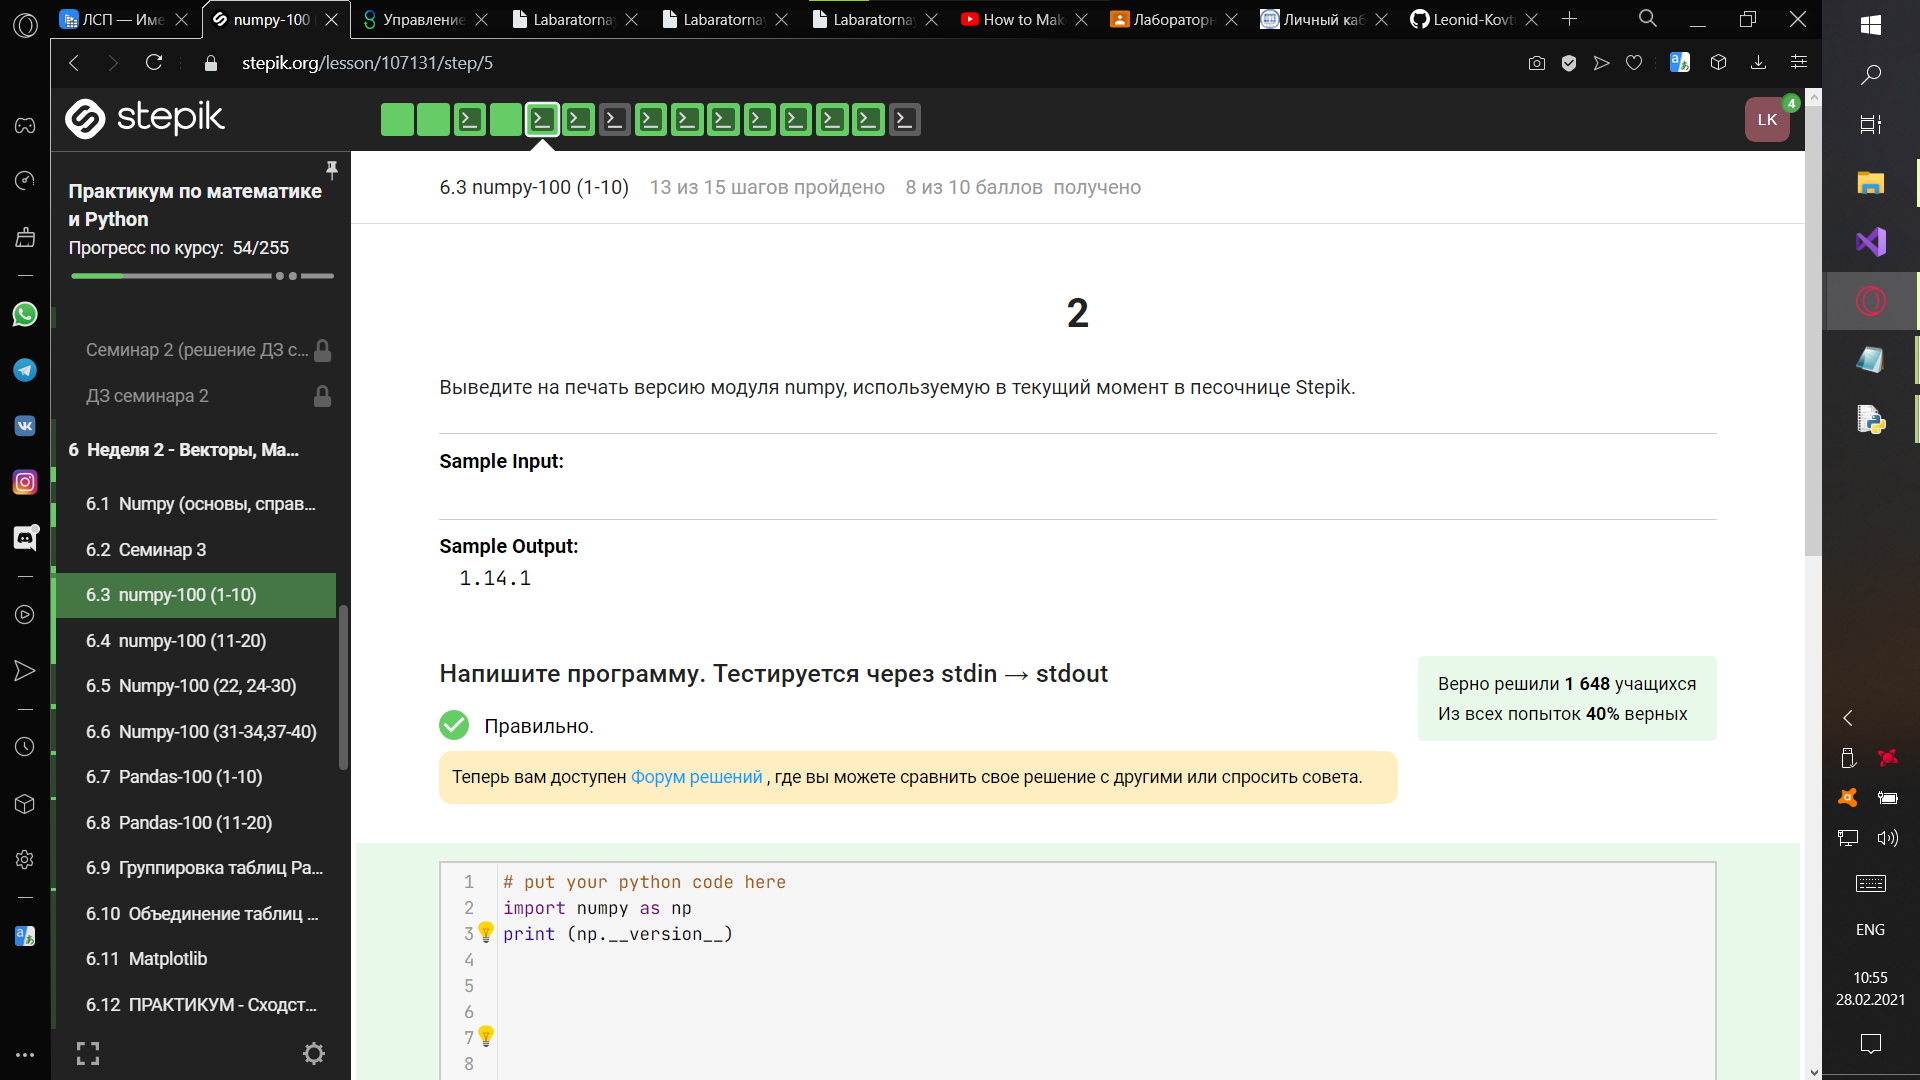 ЛСП — Име
numpy-100
Управление
Labaratorna
Labaratorna
Labaratorna
How to Mak
Лаборатор
Личный каб
Leonid-Kovt
stepik.org/lesson/107131/step/5
stepik
LK
4
Практикум по математике
и Python
Прогресс по курсу: 54/255
Семинар 2 (решение ДЗ с...
ДЗ семинара 2
6 Неделя 2 - Векторы, Ма...
6.1 Numpy (основы, справ...
6.2 Семинар 3
6.3 numpy-100 (1-10)
6.4 numpy-100 (11-20)
6.5 Numpy-100 (22, 24-30)
6.6 Numpy-100 (31-34,37-40)
6.7 Pandas-100 (1-10)
6.8 Pandas-100 (11-20)
6.9 Группировка таблиц Pa...
6.10 Объединение таблиц ...
6.11 Matplotlib
6.12 ПРАКТИКУМ - Сходст...
6.3 numpy-100 (1-10) 13 из 15 шагов пройдено 8 из 10 баллов получено
2
Выведите на печать версию модуля numpy, используемую в текущий момент в песочнице Stepik.
Sample Input:
Sample Output:
1.14.1
Напишите программу. Тестируется через stdin → stdout
Правильно.
Верно решили 1 648 учащихся
Из всех попыток 40% верных
Теперь вам доступен Форум решений , где вы можете сравнить свое решение с другими или спросить совета.
1 # put your python code here
2 import numpy as np
3 print (np.__version__)
4
5
6
7
8
ENG
10:55
28.02.2021